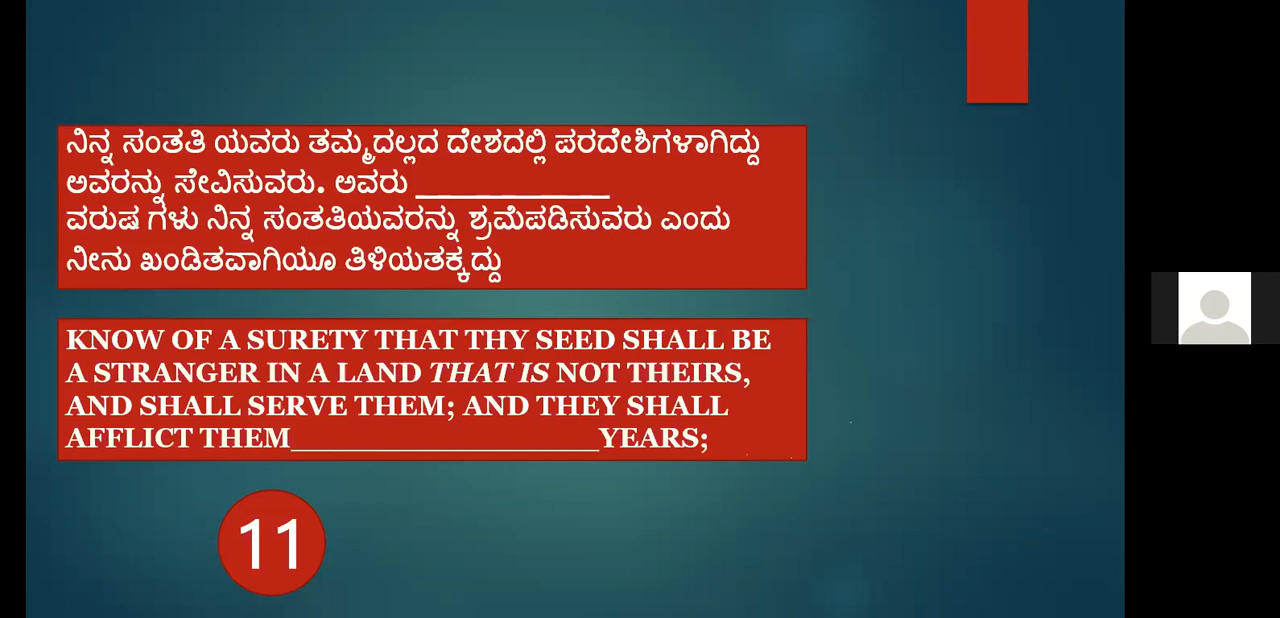 ನಿನ್ನ ಸಂತತಿ ಯವರು ತಮ್ಮದಲ್ಲದ ದೇಶದಲ್ಲಿ ಪರದೇಶಿಗಳಾಗಿದ್ದು
ಅವರನ್ನು ಸೇವಿಸುವರು. ಅವರು ______________
ವರುಷ ಗಳು ನಿನ್ನ ಸಂತತಿಯವರನ್ನು ಶ್ರಮೆಪಡಿಸುವರು ಎಂದು
ನೀನು ಖಂಡಿತವಾಗಿಯೂ ತಿಳಿಯತಕ್ಕದ್ದು
KNOW OF A SURETY THAT THY SEED SHALL BE
A STRANGER IN A LAND THAT IS NOT THEIRS,
AND SHALL SERVE THEM; AND THEY SHALL
AFFLICT THEM______________________YEARS;
11